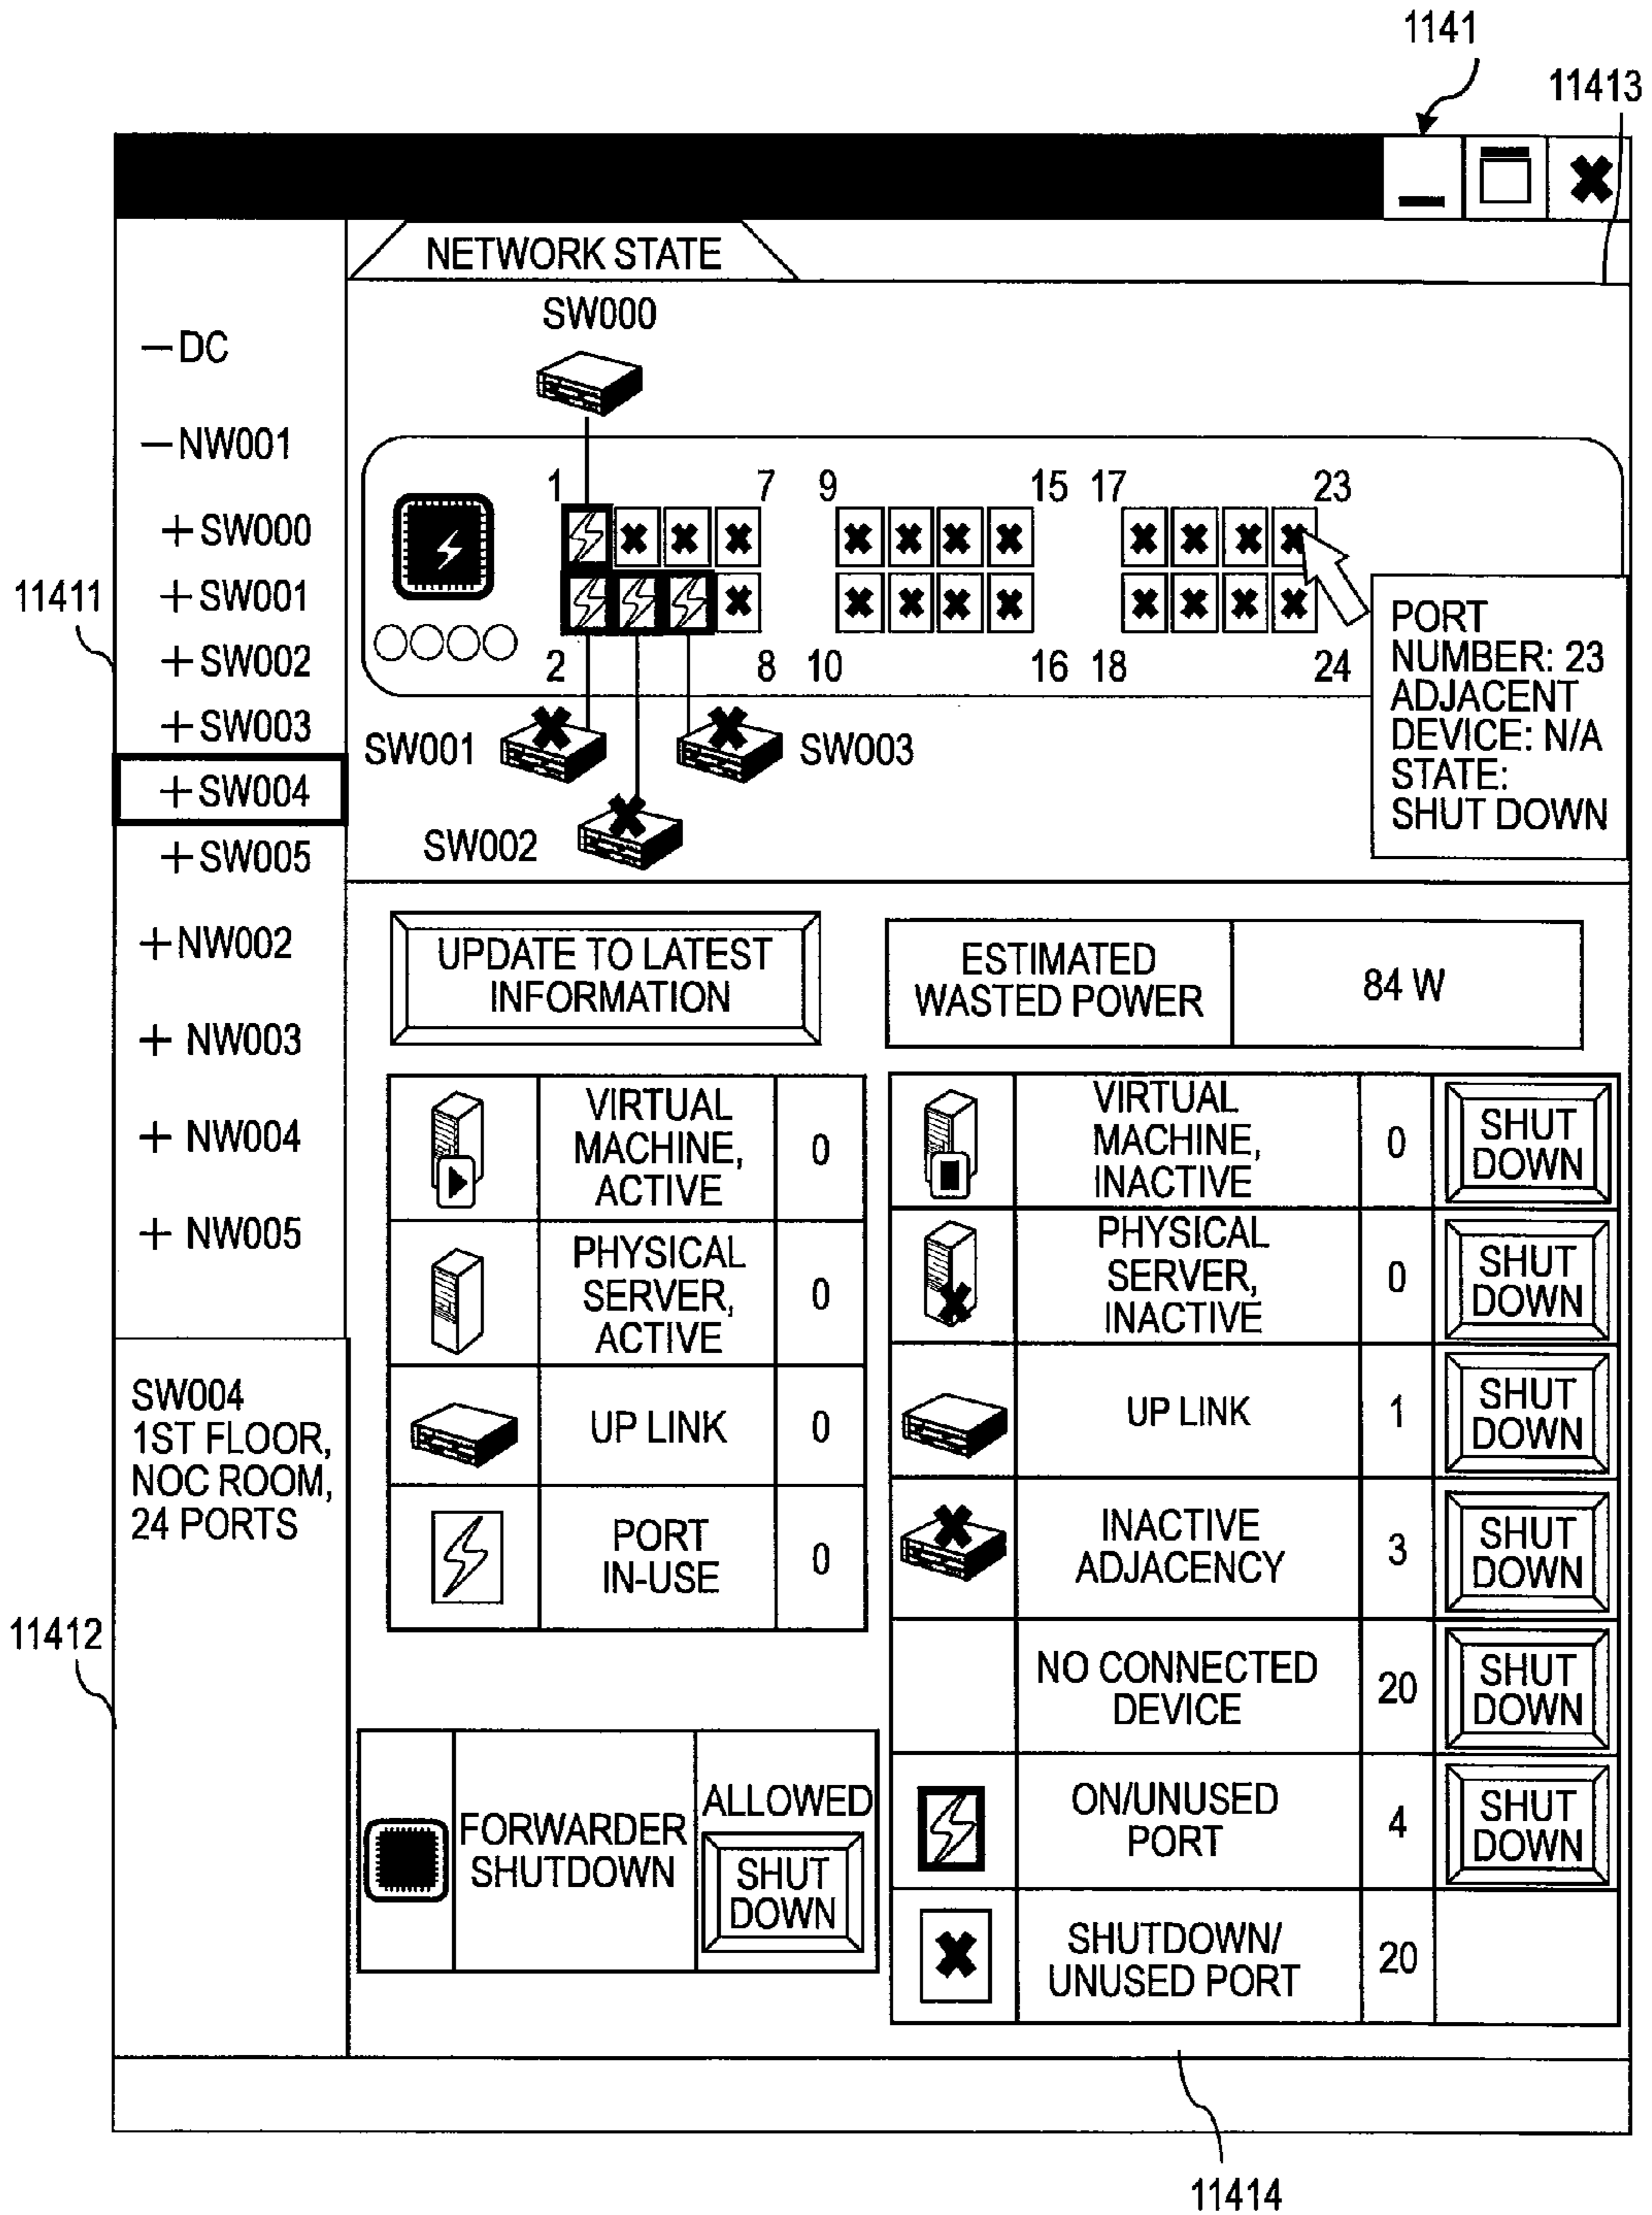 1141
11413
NETWORK STATE
SW000
－DC
－NW001
1 7 9 15 17 23
＋SW000
11411
＋SW001
PORT
NUMBER: 23
ADJACENT
DEVICE: N/A
STATE:
SHUT DOWN
＋SW002
2 8 10 16 18 24
＋SW003
SW001
SW003
＋SW004
SW002
＋SW005
＋NW002
＋ NW003
＋ NW004
＋ NW005
UPDATE TO LATEST
INFORMATION
ESTIMATED
WASTED POWER
84 W
VIRTUAL
MACHINE,
ACTIVE
0
PHYSICAL
SERVER,
ACTIVE
0
UP LINK
0
PORT
IN-USE
0
VIRTUAL
MACHINE,
INACTIVE
0
SHUT
DOWN
PHYSICAL
SERVER,
INACTIVE
0
SHUT
DOWN
UP LINK
1
SHUT
DOWN
INACTIVE
ADJACENCY
3
SHUT
DOWN
NO CONNECTED
DEVICE
20
SHUT
DOWN
ON/UNUSED
PORT
4
SHUT
DOWN
SHUTDOWN/
UNUSED PORT
20
SW004
1ST FLOOR,
NOC ROOM,
24 PORTS
11412
FORWARDER
SHUTDOWN
ALLOWED
SHUT
DOWN
11414